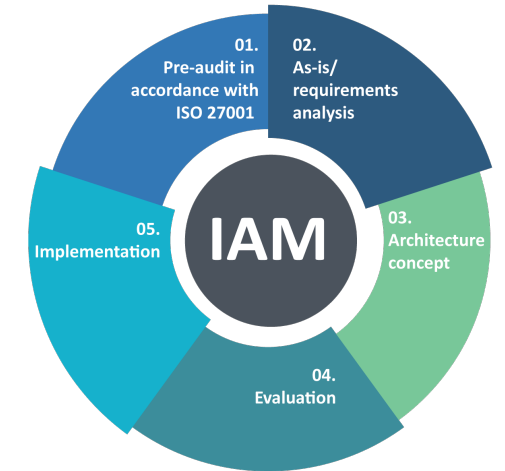 01.
Pre-audit in
accordance with
ISO 27001
02.
As-is/
requirements
analysis
03.
Architecture
concept
04.
Evaluation
05.
Implementation
IAM